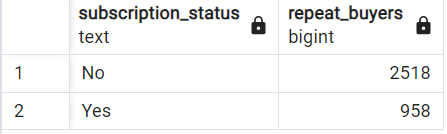 subscription_status repeat_buyers
text bigint
1 No 2518
2 Yes 958